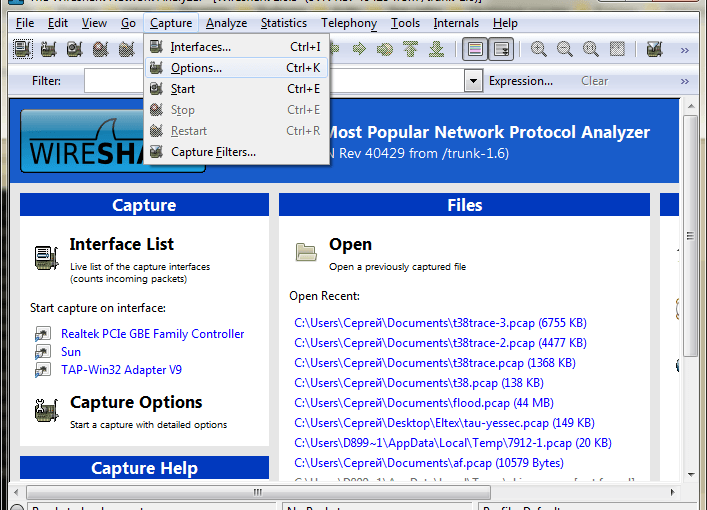 File Edit View Go Capture Analyze Statistics Telephony Tools Internals Help
Interfaces... Ctrl+I
Options... Ctrl+K
Start Ctrl+E
Stop Ctrl+E
Restart Ctrl+R
Capture Filters...
Filter: Expression... Clear
WIRESHA
Most Popular Network Protocol Analyzer
N Rev 40429 from /trunk-1.6)
Capture
Interface List
Live list of the capture interfaces
(counts incoming packets)
Start capture on interface:
Realtek PCIe GBE Family Controller
Sun
TAP-Win32 Adapter V9
Capture Options
Start a capture with detailed options
Capture Help
Files
Open
Open a previously captured file
Open Recent:
C:\Users\Сергей\Documents\t38trace-3.pcap (6755 KB)
C:\Users\Сергей\Documents\t38trace-2.pcap (4477 KB)
C:\Users\Сергей\Documents\t38trace.pcap (1368 KB)
C:\Users\Сергей\Documents\t38.pcap (138 KB)
C:\Users\Сергей\Documents\flood.pcap (44 MB)
C:\Users\Сергей\Desktop\Eltex\tau-yessec.pcap (149 KB)
C:\Users\D899~1\AppData\Local\Temp\7912-1.pcap (20 KB)
C:\Users\Сергей\Documents\af.pcap (10579 Bytes)